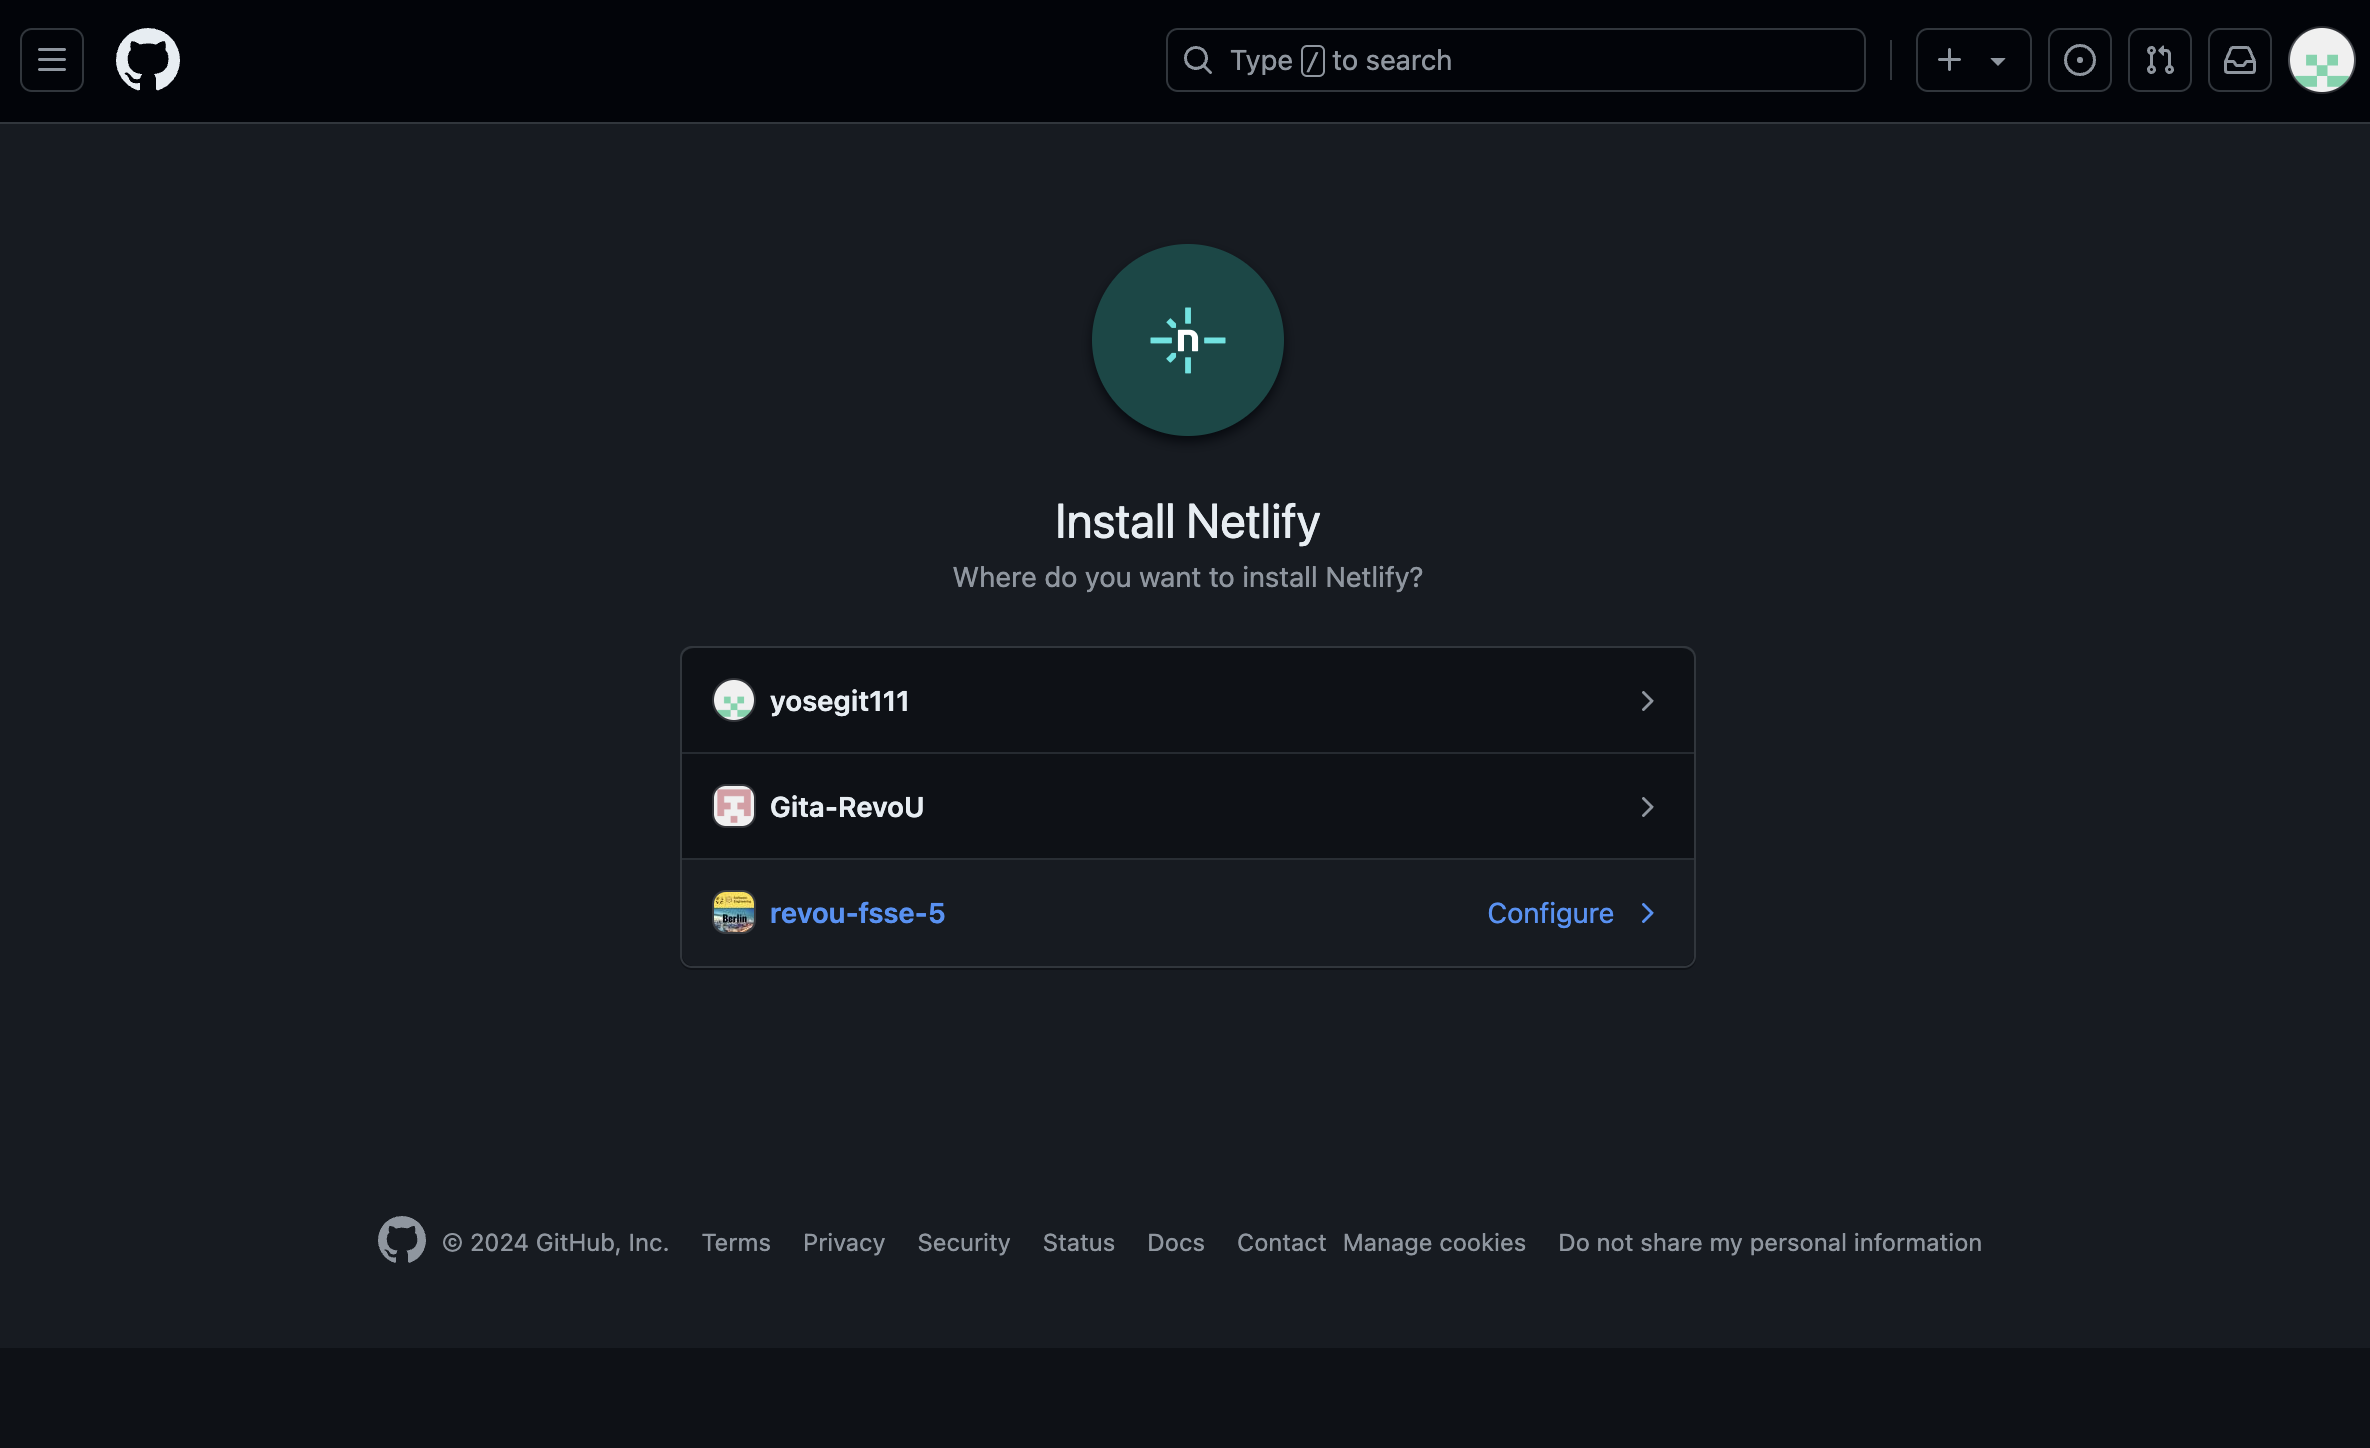 Type / to search
n
Install Netlify
Where do you want to install Netlify?
yosegit111
Gita-RevoU
Berlin
revou-fsse-5
Configure
© 2024 GitHub, Inc. Terms Privacy Security Status Docs Contact Manage cookies Do not share my personal information